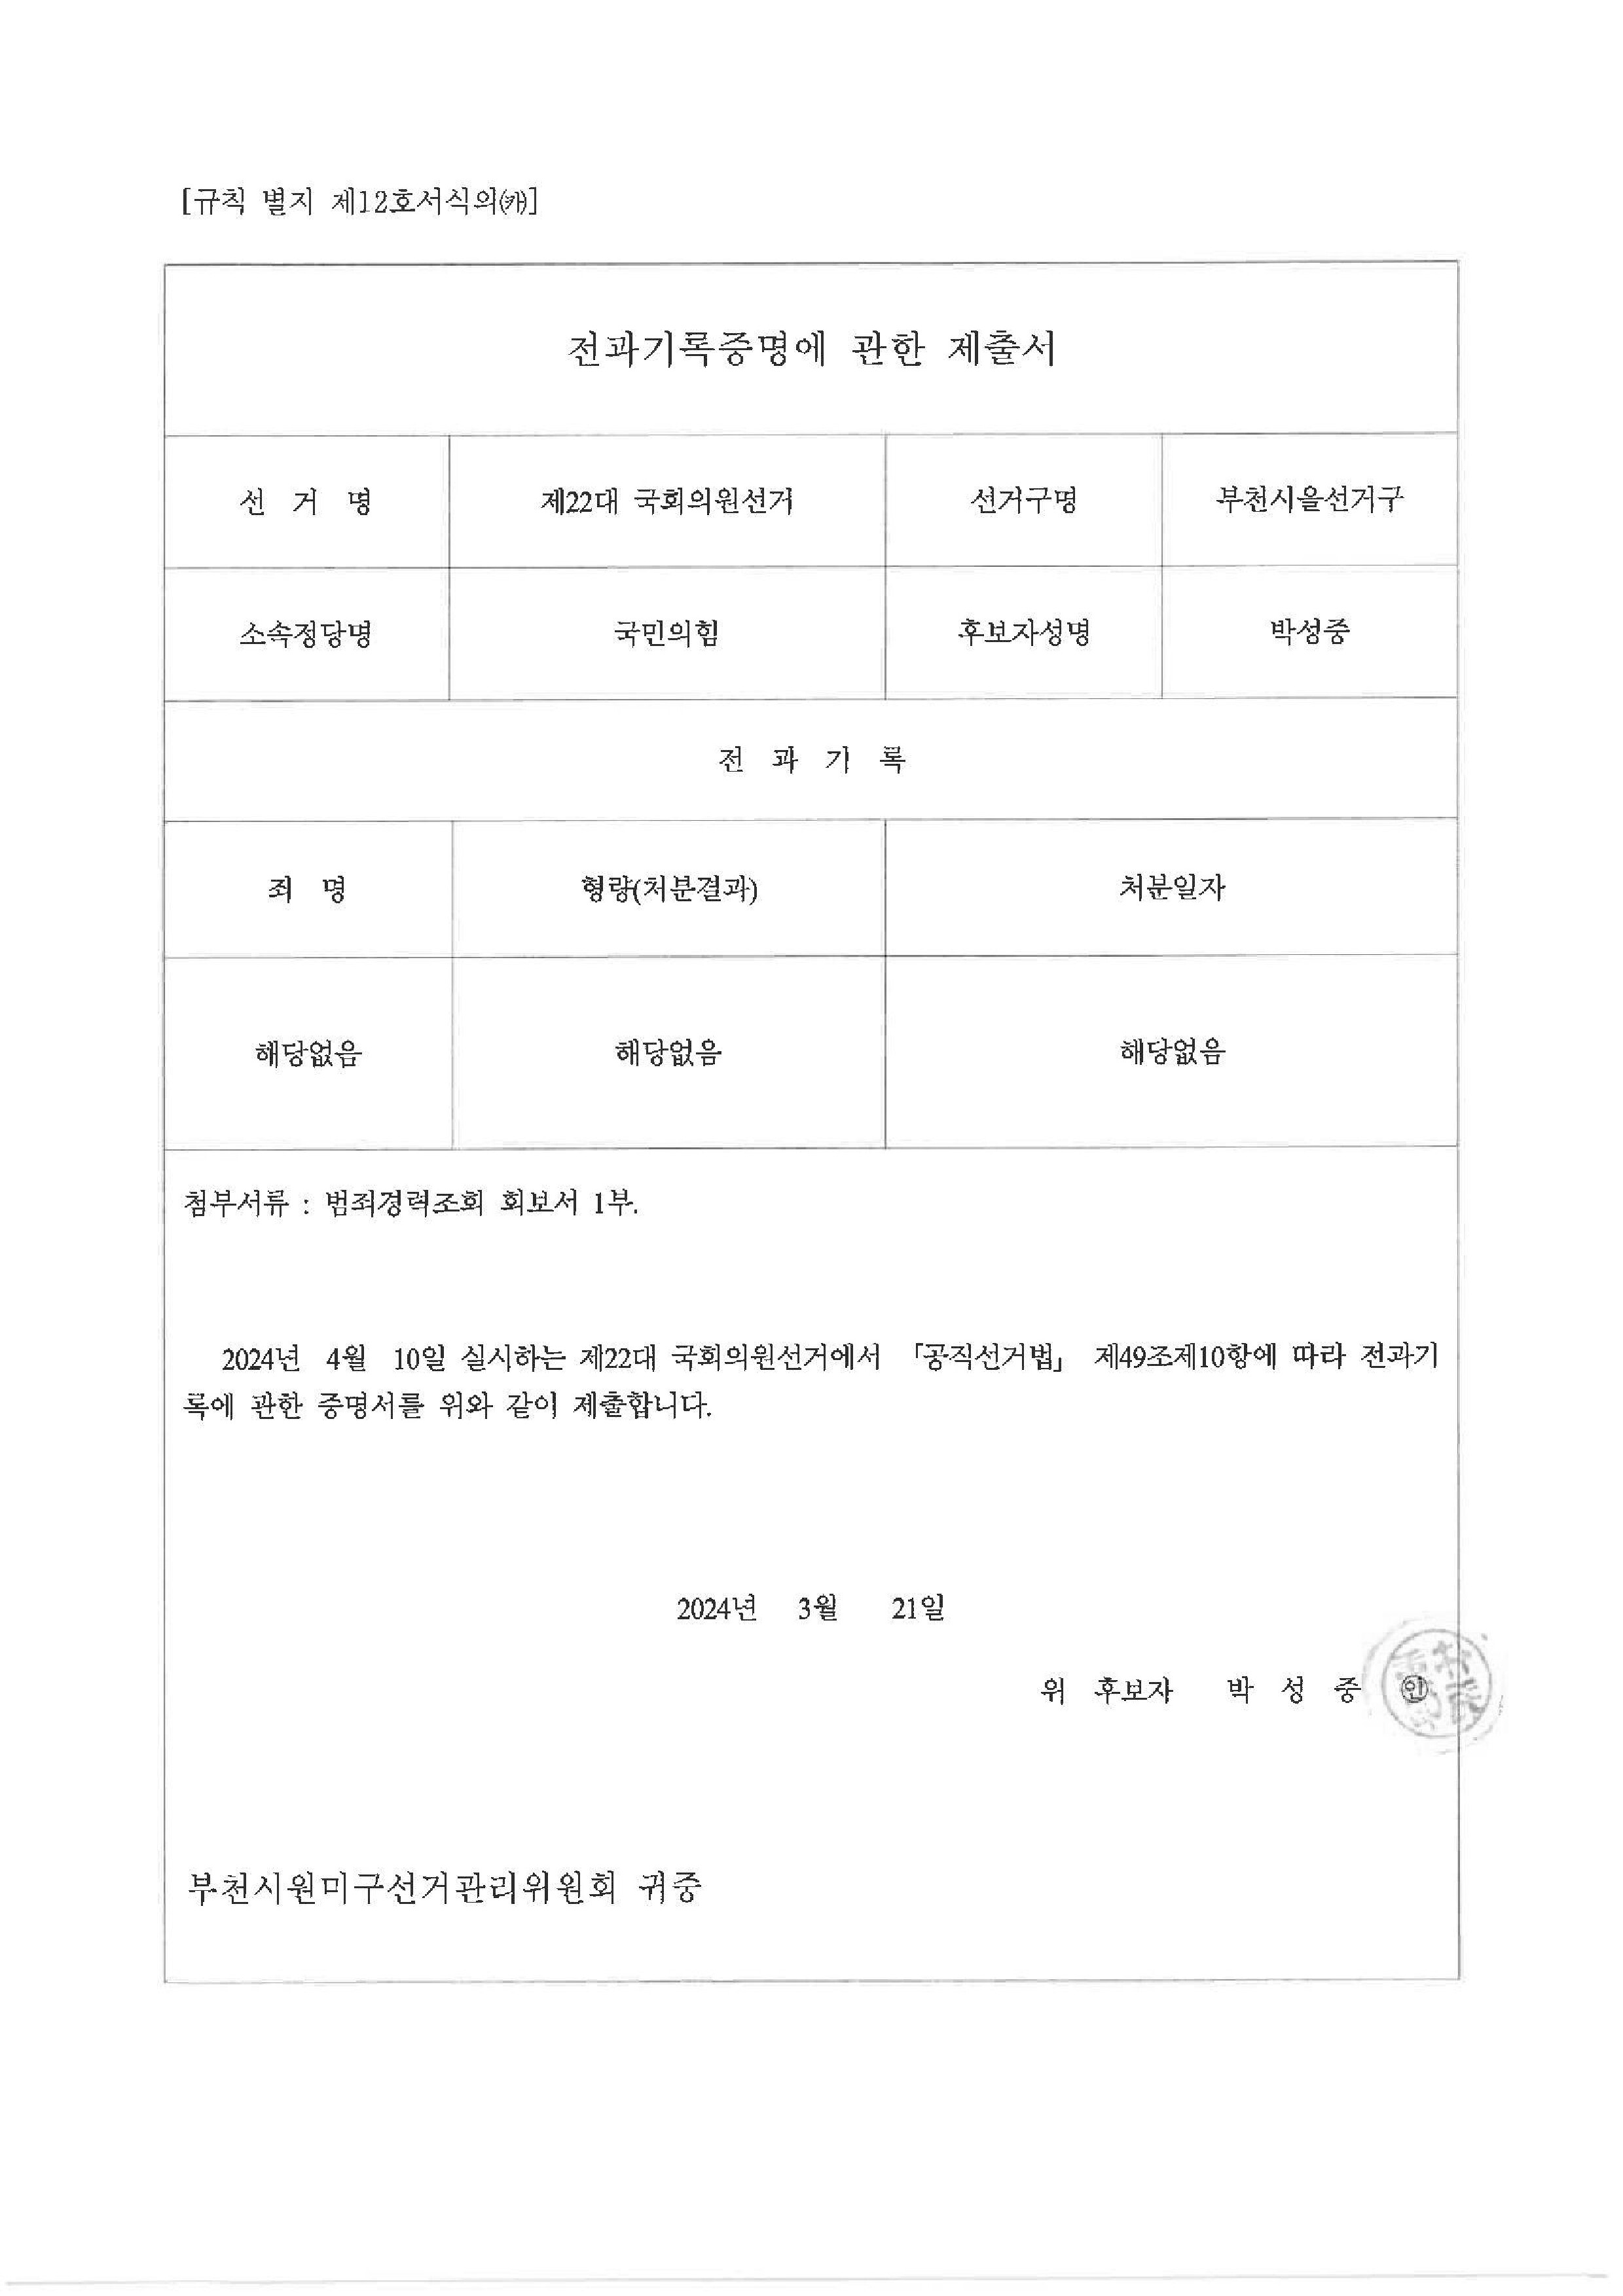 [규칙 별지 제12호서식의㈎]
전과기록증명에 관한 제출서
선 거 명 제22대 국회의원선거 선거구명 부천시을선거구
소속정당명 국민의힘 후보자성명 박성중
전 과 기 록
죄 명 형량(처분결과) 처분일자
해당없음 해당없음 해당없음
첨부서류 : 범죄경력조회 회보서 1부.
2024년 4월 10일 실시하는 제22대 국회의원선거에서 「공직선거법」 제49조제10항에 따라 전과기
록에 관한 증명서를 위와 같이 제출합니다.
2024년 3월 21일
위 후보자 박 성 중 ㊞
부천시원미구선거관리위원회 귀중